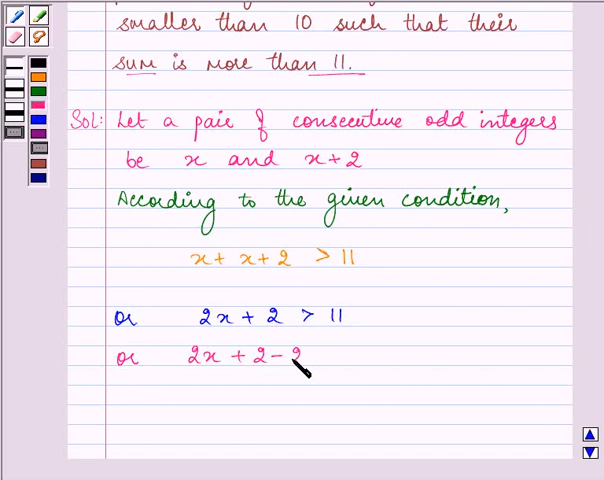 smaller than 10 such that their
sum is more than 11.
Sol: Let a pair of consecutive odd integers
be x and x+2
According to the given condition,
x + x + 2 > 11
or 2x + 2 > 11
or 2x + 2 - 2